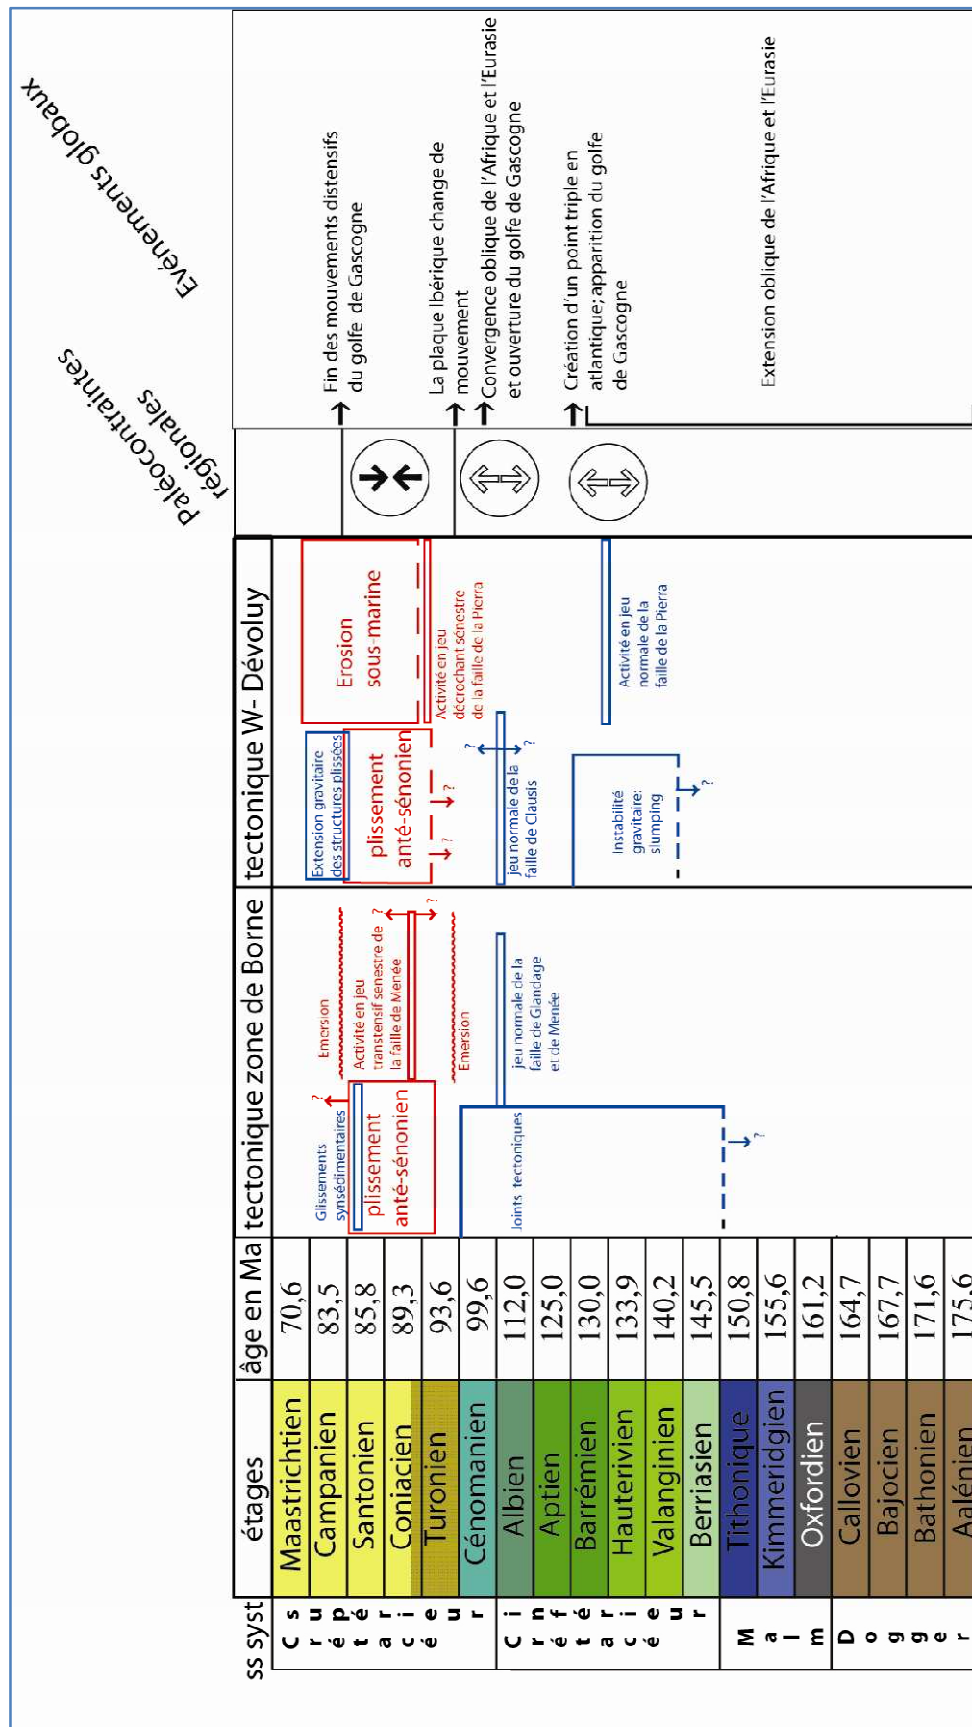 ss syst
étages
âge en Ma
tectonique zone de Borne
tectonique W- Dévoluy
Paléocontraintes
régionales
Evénements globaux
C s
r u
é p
t é
a r
c i
é e
u
r
C i
r n
é f
t é
a r
c i
é e
u
r
M
a
l
m
D
o
g
g
e
r
Maastrichtien
Campanien
Santonien
Coniacien
Turonien
Cénomanien
Albien
Aptien
Barrémien
Hauterivien
Valanginien
Berriasien
Tithonique
Kimmeridgien
Oxfordien
Callovien
Bajocien
Bathonien
Aalénien
70,6
83,5
85,8
89,3
93,6
99,6
112,0
125,0
130,0
133,9
140,2
145,5
150,8
155,6
161,2
164,7
167,7
171,6
175,6
Glissements
synsédimentaires
?
plissement
anté-sénonien
Joints tectoniques
?
Emersion
Activité en jeu
transtensif senestre de
la faille de Menée
?
?
Emersion
jeu normale de la
faille de Glandage
et de Menée
Extension gravitaire
des structures plissées
plissement
anté-sénonien
?
?
?
?
jeu normale de la
faille de Clausis
Instabilité
gravitaire:
slumping
?
Erosion
sous-marine
Activité en jeu
décrochant sénestre
de la faille de la Pierra
Activité en jeu
normale de la
faille de la Pierra
Fin des mouvements distensifs
du golfe de Gascogne
La plaque Ibérique change de
mouvement
Convergence oblique de l'Afrique et l'Eurasie
et ouverture du golfe de Gascogne
Création d'un point triple en
atlantique; apparition du golfe
de Gascogne
Extension oblique de l'Afrique et l'Eurasie